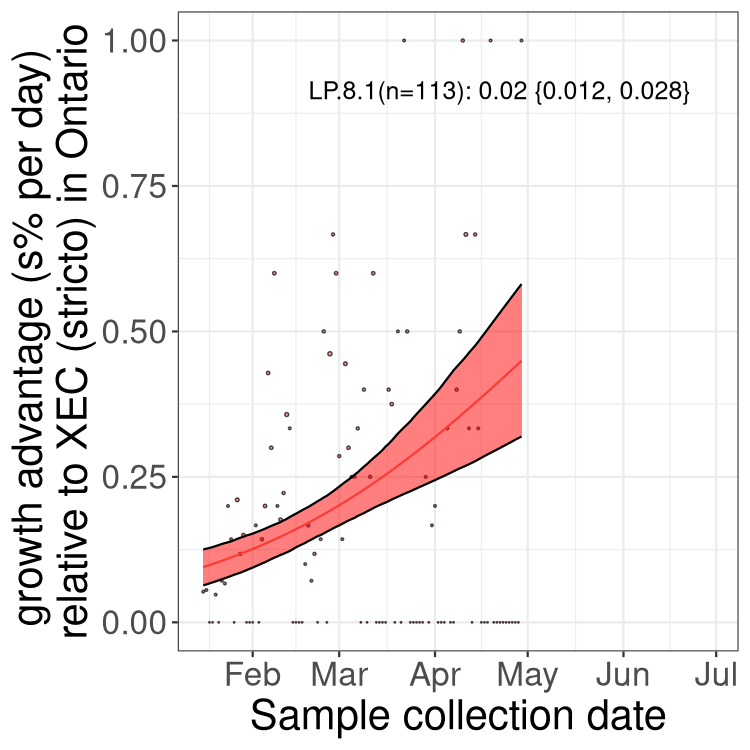 growth advantage (s% per day)
relative to XEC (stricto) in Ontario
1.00
0.75
0.50
0.25
0.00
LP.8.1(n=113): 0.02 {0.012, 0.028}
Feb Mar Apr May Jun Jul
Sample collection date